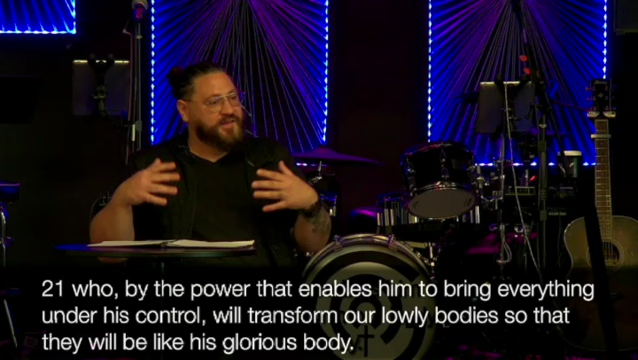 21 who, by the power that enables him to bring everything
under his control, will transform our lowly bodies so that
they will be like his glorious body.